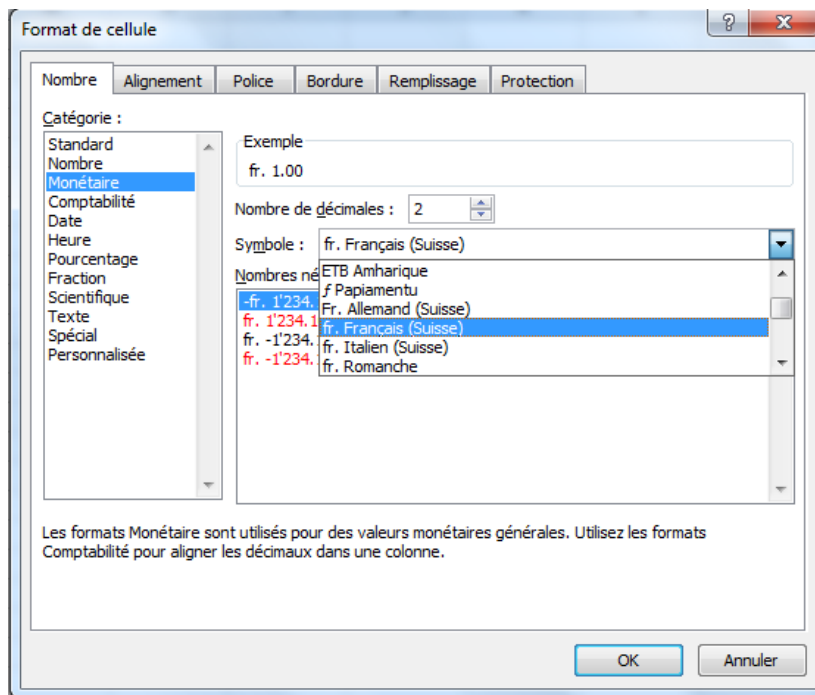 Format de cellule
Nombre Alignement Police Bordure Remplissage Protection
Catégorie :
Standard
Nombre
Monétaire
Comptabilité
Date
Heure
Pourcentage
Fraction
Scientifique
Texte
Spécial
Personnalisée
Exemple
fr. 1.00
Nombre de décimales : 2
Symbole : fr. Français (Suisse)
ETB Amharique
ƒ Papiamentu
Fr. Allemand (Suisse)
fr. Français (Suisse)
fr. Italien (Suisse)
fr. Romanche
Nombres
-fr. 1'234.
fr. 1'234.1
fr. -1'234.
fr. -1'234.
Les formats Monétaire sont utilisés pour des valeurs monétaires générales. Utilisez les formats
Comptabilité pour aligner les décimaux dans une colonne.
OK Annuler